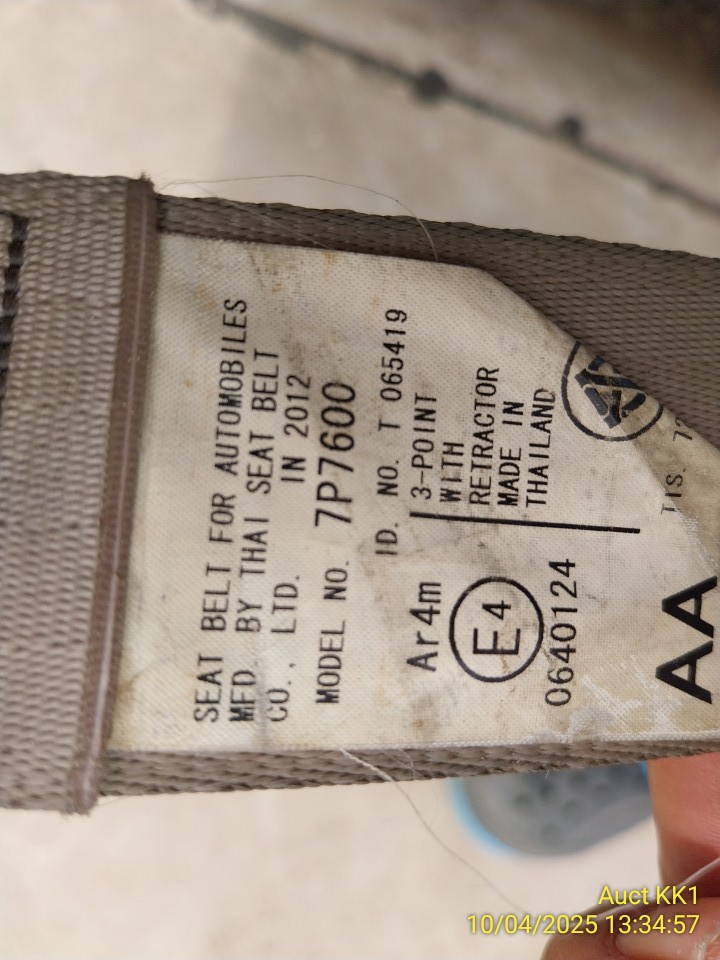 SEAT BELT FOR AUTOMOBILES
MFD. BY THAI SEAT BELT
CO., LTD. IN 2012
MODEL NO. 7P7600
ID. NO. T 065419
Ar4m
E4
0640124
3-POINT
WITH
RETRACTOR
MADE IN
THAILAND
TIS. 72
AA
Auct KK1
10/04/2025 13:34:57